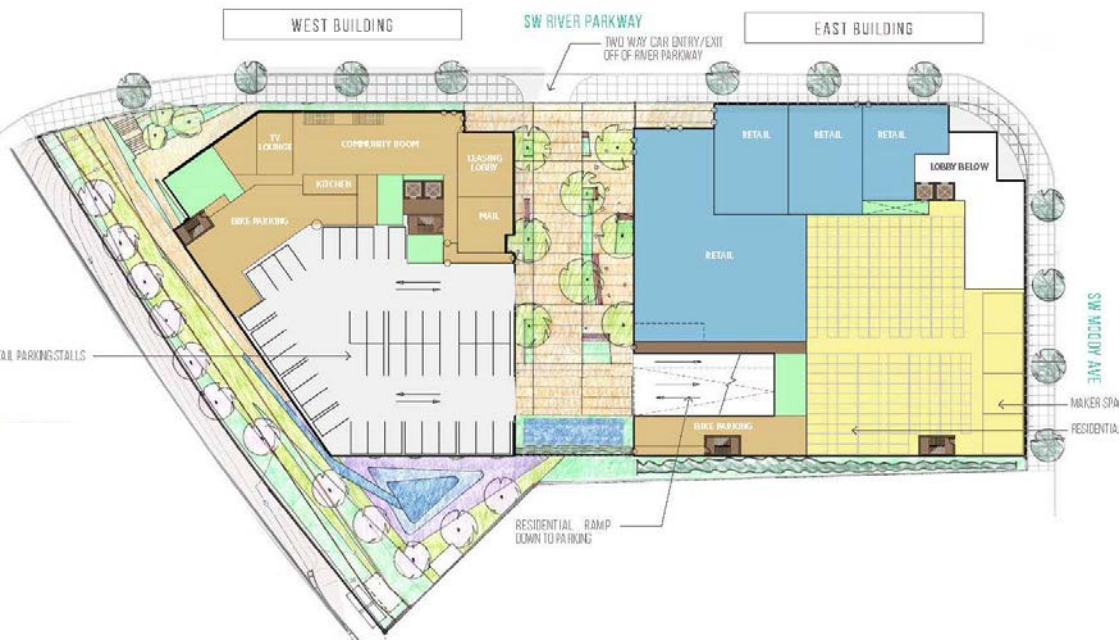 WEST BUILDING
SW RIVER PARKWAY
EAST BUILDING
TWO WAY CAR ENTRY/EXIT
OFF OF RIVER PARKWAY
TV
LOUNGE
COMMUNITY ROOM
LEASING
LOBBY
KITCHEN
BIKE PARKING
MAIL
RETAIL
RETAIL
RETAIL
LOBBY BELOW
RETAIL
SW MOODY AVE
AIL PARKING STALLS
MAKER SPA
RESIDENTIA
BIKE PARKING
RESIDENTIAL RAMP
DOWN TO PARKING